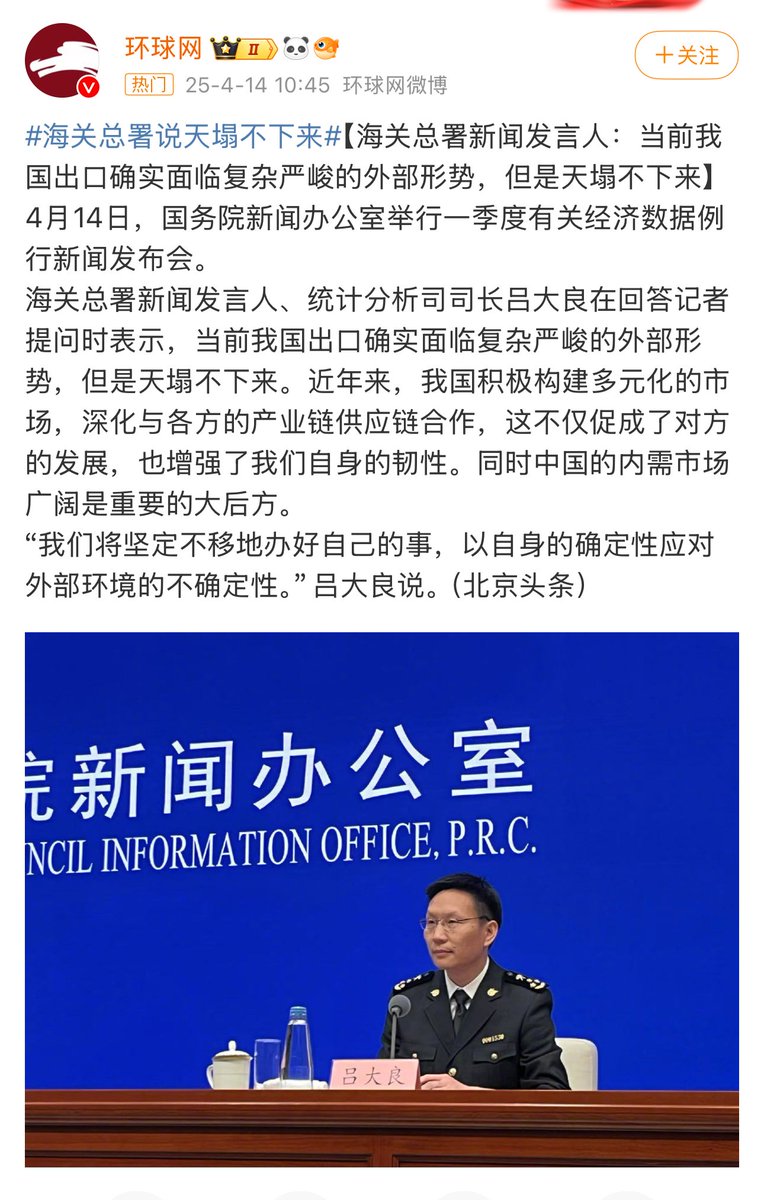 环球网
II
+关注
热门 25-4-14 10:45 环球网微博
#海关总署说天塌不下来#【海关总署新闻发言人：当前我
国出口确实面临复杂严峻的外部形势，但是天塌不下来】
4月14日，国务院新闻办公室举行一季度有关经济数据例
行新闻发布会。
海关总署新闻发言人、统计分析司司长吕大良在回答记者
提问时表示，当前我国出口确实面临复杂严峻的外部形
势，但是天塌不下来。近年来，我国积极构建多元化的市
场，深化与各方的产业链供应链合作，这不仅促成了对方
的发展，也增强了我们自身的韧性。同时中国的内需市场
广阔是重要的大后方。
“我们将坚定不移地办好自己的事，以自身的确定性应对
外部环境的不确定性。”吕大良说。（北京头条）
院新闻办公室
NCIL INFORMATION OFFICE, P.R.C.
吕大良